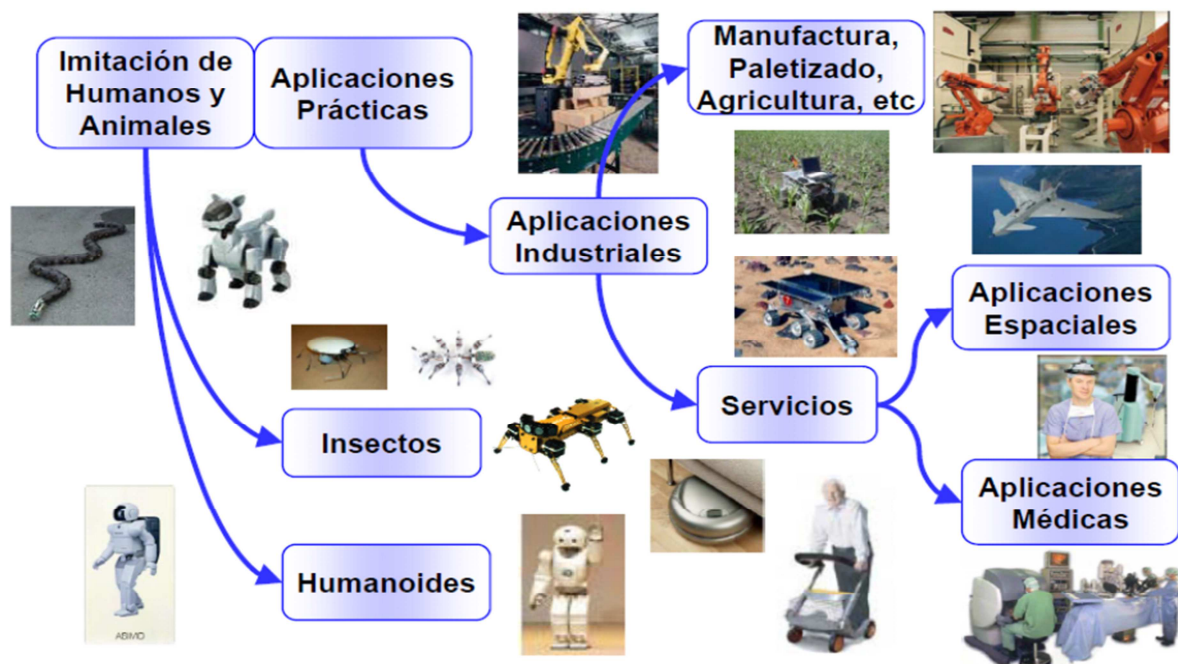 Imitación de
Humanos y
Animales
Aplicaciones
Prácticas
Manufactura,
Paletizado,
Agricultura, etc
Aplicaciones
Industriales
Aplicaciones
Espaciales
Servicios
Insectos
Aplicaciones
Médicas
Humanoides
ASIMO